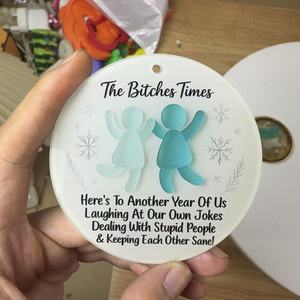 The Bitches Times
Here's To Another Year Of Us
Laughing At Our Own Jokes
Dealing With Stupid People
& Keeping Each Other Sane!